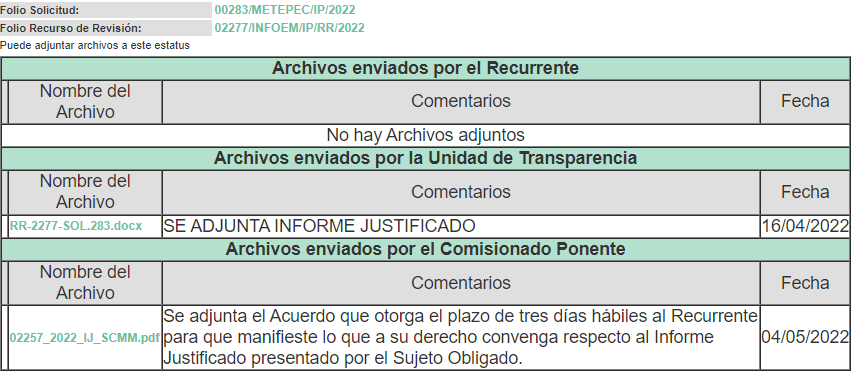 Folio Solicitud: 00283/METEPEC/IP/2022
Folio Recurso de Revisión: 02277/INFOEM/IP/RR/2022
Puede adjuntar archivos a este estatus
Archivos enviados por el Recurrente
Nombre del Archivo Comentarios Fecha
No hay Archivos adjuntos
Archivos enviados por la Unidad de Transparencia
Nombre del Archivo Comentarios Fecha
RR-2277-SOL.283.docx SE ADJUNTA INFORME JUSTIFICADO 16/04/2022
Archivos enviados por el Comisionado Ponente
Nombre del Archivo Comentarios Fecha
02257_2022_IJ_SCMM.pdf Se adjunta el Acuerdo que otorga el plazo de tres días hábiles al Recurrente
para que manifieste lo que a su derecho convenga respecto al Informe 04/05/2022
Justificado presentado por el Sujeto Obligado.